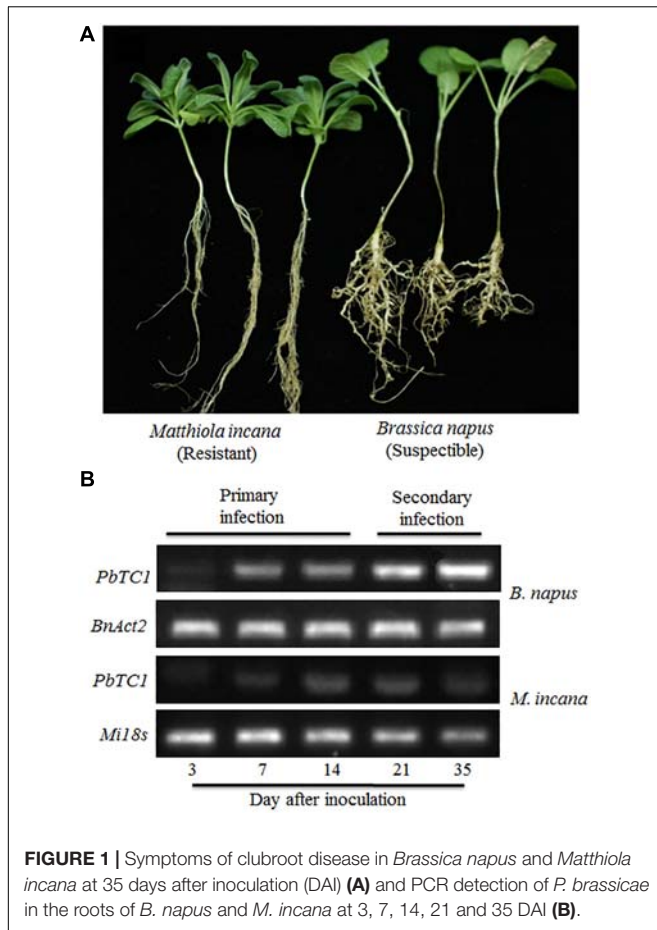 A
Matthiola incana
(Resistant)
Brassica napus
(Suspectible)
B
Primary
infection
Secondary
infection
PbTC1
B. napus
BnAct2
PbTC1
M. incana
Mi18s
3 7 14 21 35
Day after inoculation
FIGURE 1 | Symptoms of clubroot disease in Brassica napus and Matthiola
incana at 35 days after inoculation (DAI) (A) and PCR detection of P. brassicae
in the roots of B. napus and M. incana at 3, 7, 14, 21 and 35 DAI (B).